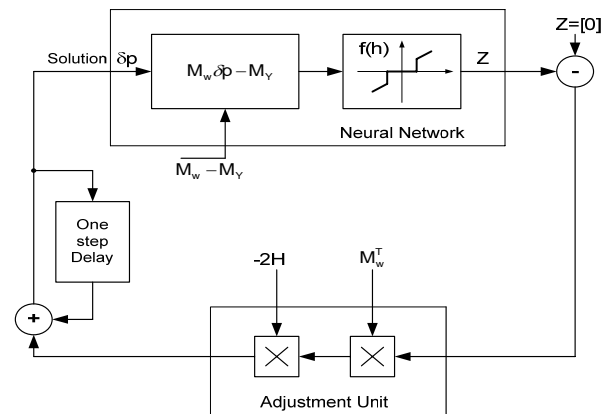 Z=[0]
Solution δp
M_w δp – M_Y
f(h)
Z
-
Neural Network
M_w – M_Y
One
step
Delay
-2H
M_w^T
+
Adjustment Unit